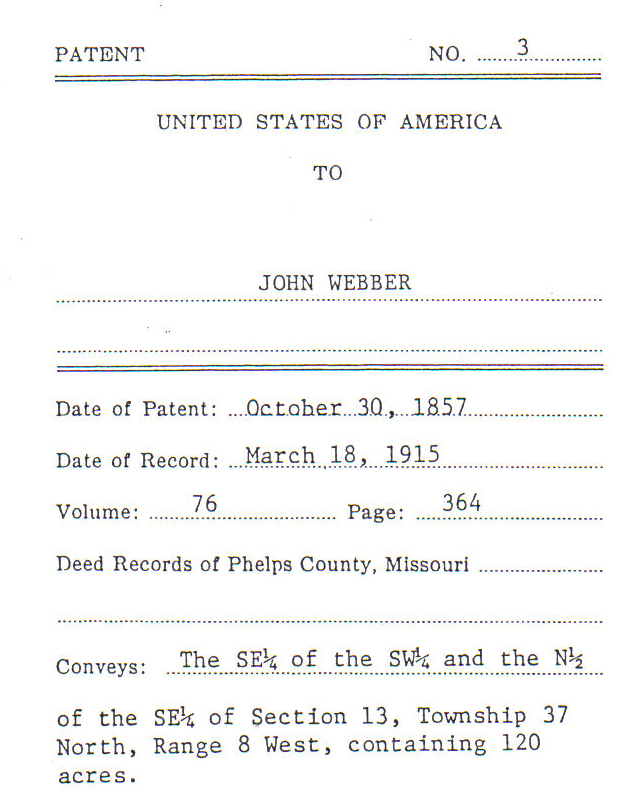 PATENT NO. 3
UNITED STATES OF AMERICA
TO
JOHN WEBBER
Date of Patent: October 30, 1857
Date of Record: March 18, 1915
Volume: 76 Page: 364
Deed Records of Phelps County, Missouri
Conveys: The SE¼ of the SW¼ and the N½
of the SE¼ of Section 13, Township 37
North, Range 8 West, containing 120
acres.